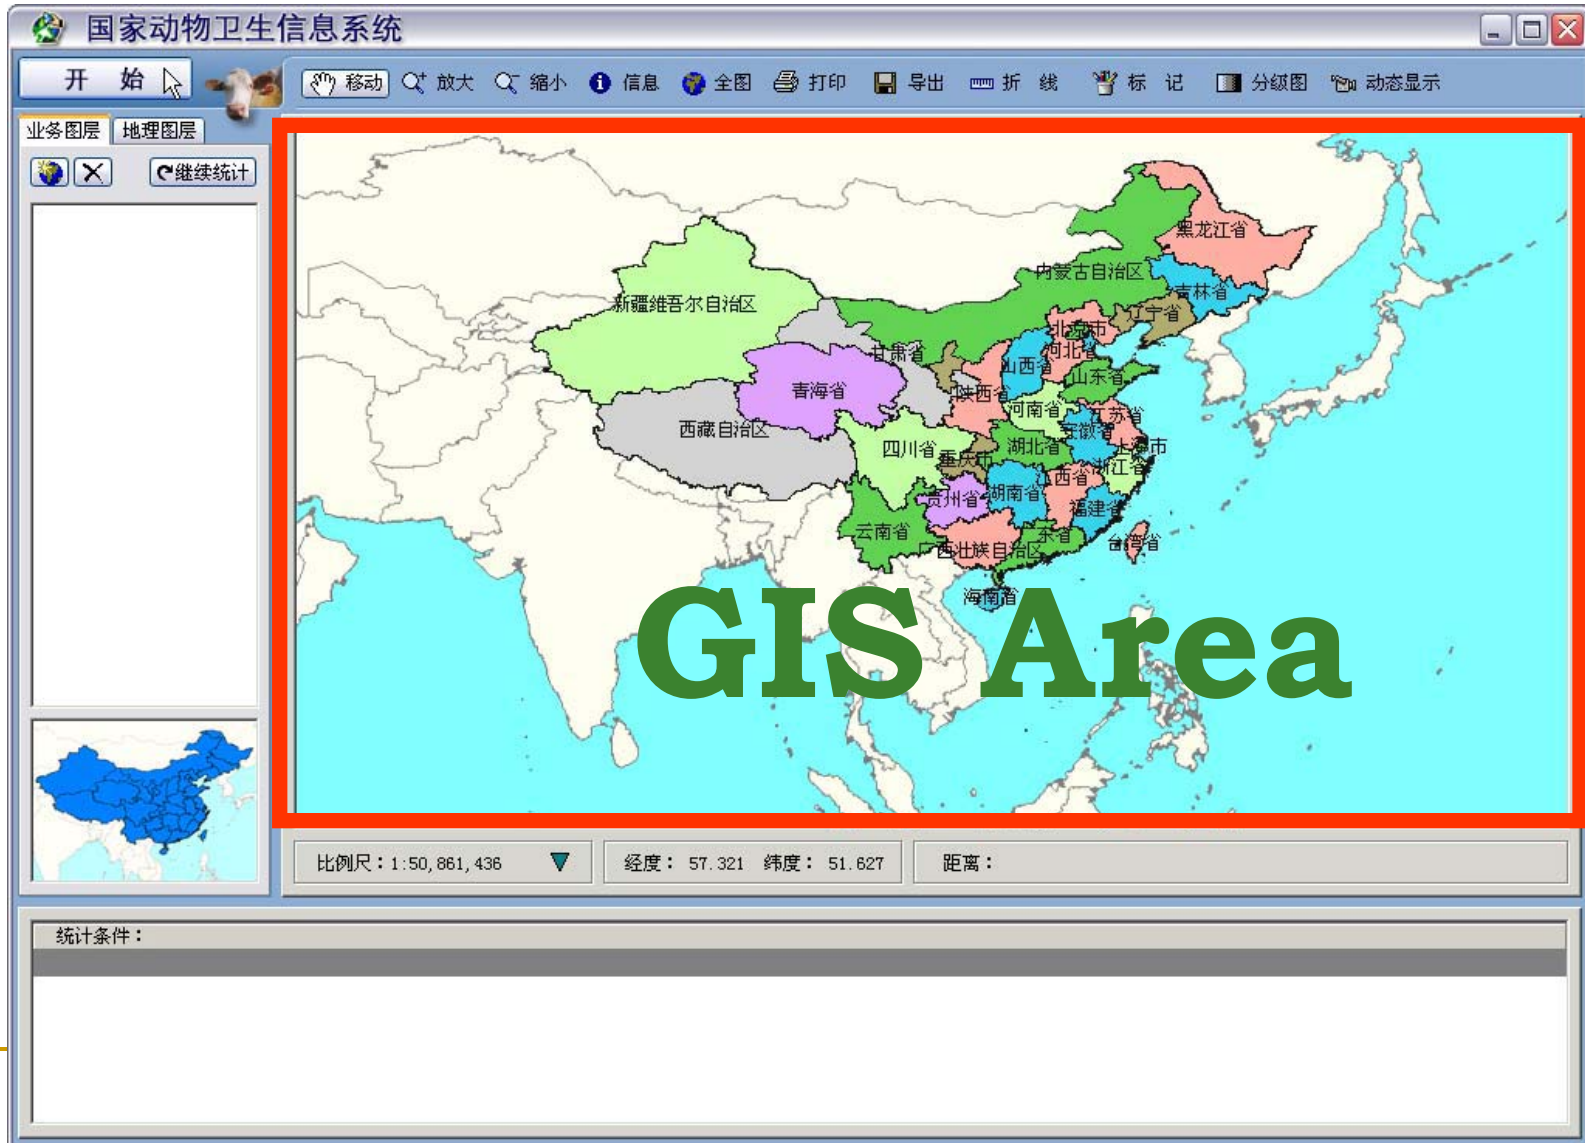 国家动物卫生信息系统
开 始
移动 放大 缩小 信息 全图 打印 导出 折 线 标 记 分级图 动态显示
业务图层 地理图层
继续统计
黑龙江省
内蒙古自治区
吉林省
新疆维吾尔自治区
辽宁省
北京市
甘肃省
河北省
山西省
山东省
青海省
陕西省
河南省
江苏省
西藏自治区
安徽省
四川省
湖北省
上海市
重庆市
浙江省
江西省
贵州省
湖南省
福建省
云南省
广东省
台湾省
广西壮族自治区
海南省
GIS Area
比例尺：1:50,861,436
经度： 57.321 纬度： 51.627
距离：
统计条件：